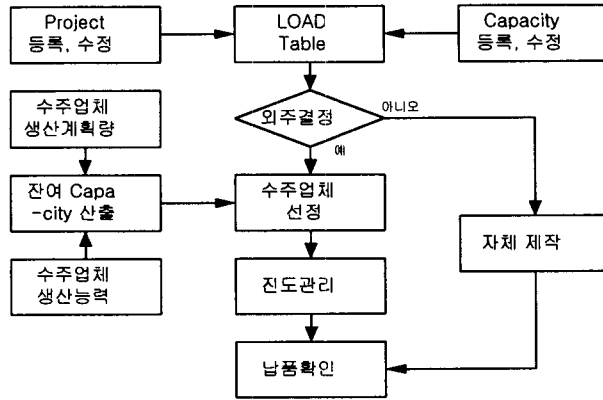 Project
등록, 수정
LOAD
Table
Capacity
등록, 수정
수주업체
생산계획량
외주결정
아니오
예
잔여 Capa
-city 산출
수주업체
선정
자체 제작
수주업체
생산능력
진도관리
납품확인